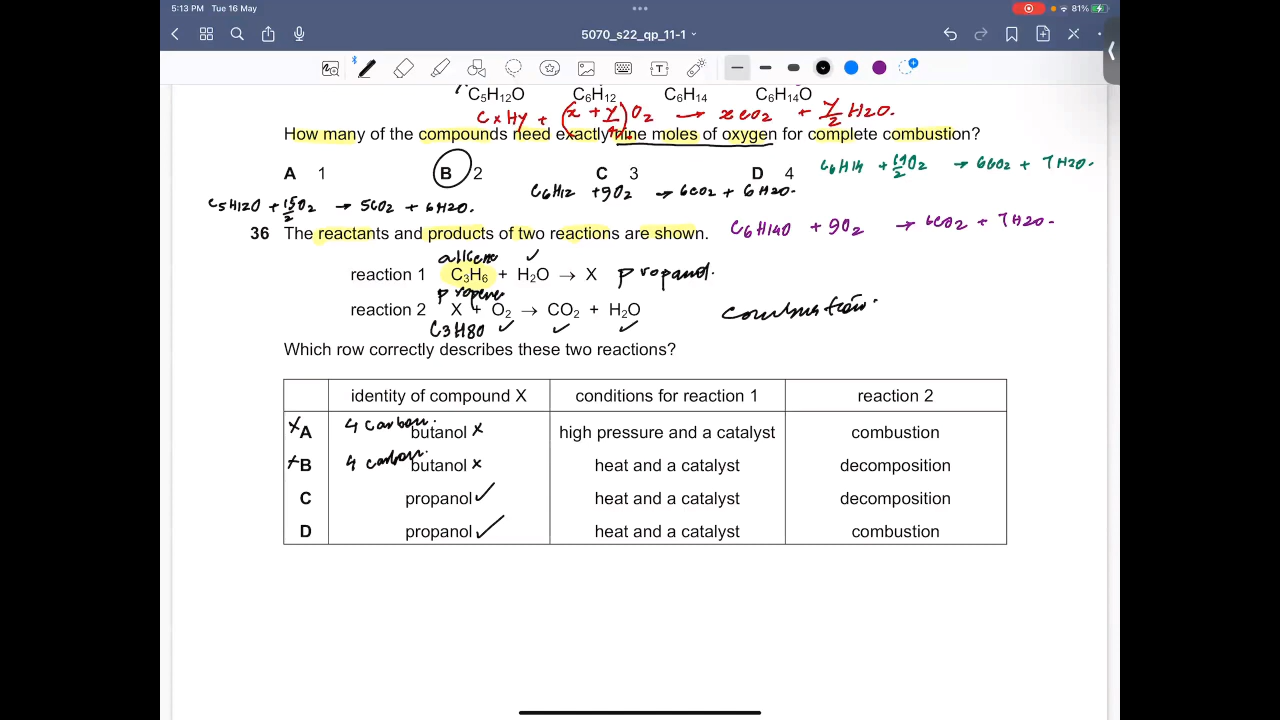 5:13 PM Tue 16 May
81%
5070_s22_qp_11-1
C₅H₁₂O C₆H₁₂ C₆H₁₄ C₆H₁₄O
CxHy + (x + y/4) O₂ → xCO₂ + y/2 H₂O.
How many of the compounds need exactly nine moles of oxygen for complete combustion?
A 1 B 2 C 3 D 4
C₆H₁₄ + 19/2 O₂ → 6CO₂ + 7H₂O.
C₆H₁₂ + 9O₂ → 6CO₂ + 6H₂O.
C₅H₁₂O + 15/2 O₂ → 5CO₂ + 6H₂O.
C₆H₁₄O + 9O₂ → 6CO₂ + 7H₂O.
36 The reactants and products of two reactions are shown.
alkene ✓
reaction 1 C₃H₆ + H₂O → X propanol.
propene
reaction 2 X + O₂ → CO₂ + H₂O combustion.
C₃H₈O ✓ ✓ ✓
Which row correctly describes these two reactions?
identity of compound X conditions for reaction 1 reaction 2
x A 4 carbon. butanol x high pressure and a catalyst combustion
x B 4 carbon. butanol x heat and a catalyst decomposition
C propanol ✓ heat and a catalyst decomposition
D propanol ✓ heat and a catalyst combustion